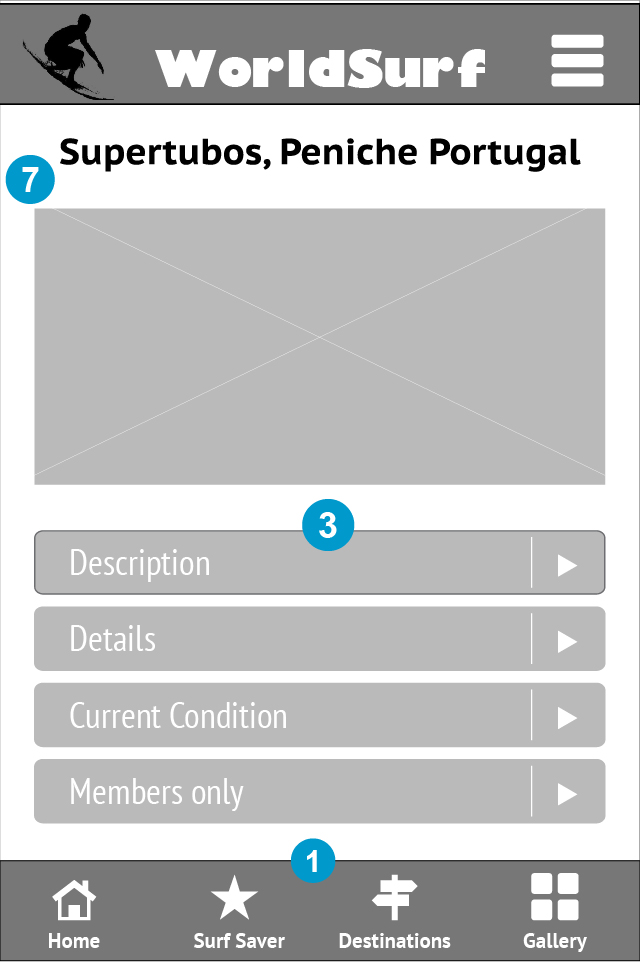 WorldSurf
Supertubos, Peniche Portugal
7
3
Description
Details
Current Condition
Members only
1
Home
Surf Saver
Destinations
Gallery